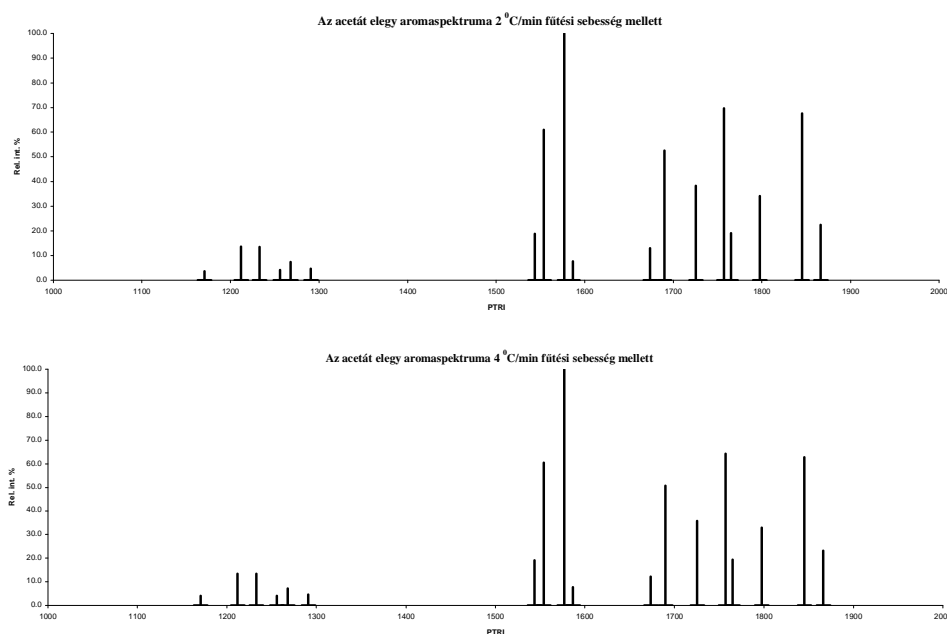 Az acetát elegy aromaspektruma 2 ⁰C/min fűtési sebesség mellett
100.0
90.0
80.0
70.0
60.0
50.0
40.0
30.0
20.0
10.0
0.0
Rel. int. %
1000 1100 1200 1300 1400 1500 1600 1700 1800 1900 2000
PTRI
Az acetát elegy aromaspektruma 4 ⁰C/min fűtési sebesség mellett
100.0
90.0
80.0
70.0
60.0
50.0
40.0
30.0
20.0
10.0
0.0
Rel. int. %
1000 1100 1200 1300 1400 1500 1600 1700 1800 1900 2000
PTRI